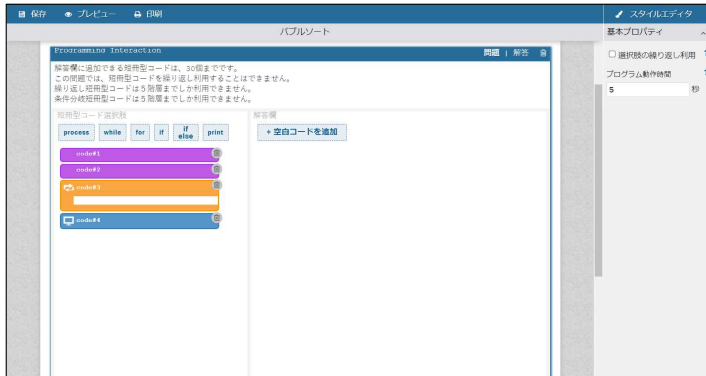 保存 プレビュー 印刷 スタイルエディタ
バブルソート
基本プロパティ
選択肢の繰り返し利用
プログラム動作時間
5 秒
Programming Interaction 問題 | 解答
解答欄に追加できる短冊型コードは、30個までです。
この問題では、短冊型コードを繰り返し利用することはできません。
繰り返し短冊型コードは5階層までしか利用できません。
条件分岐短冊型コードは5階層までしか利用できません。
短冊型コード選択肢
process while for if if else print
code#1
code#2
code#3
code#4
解答欄
+ 空白コードを追加